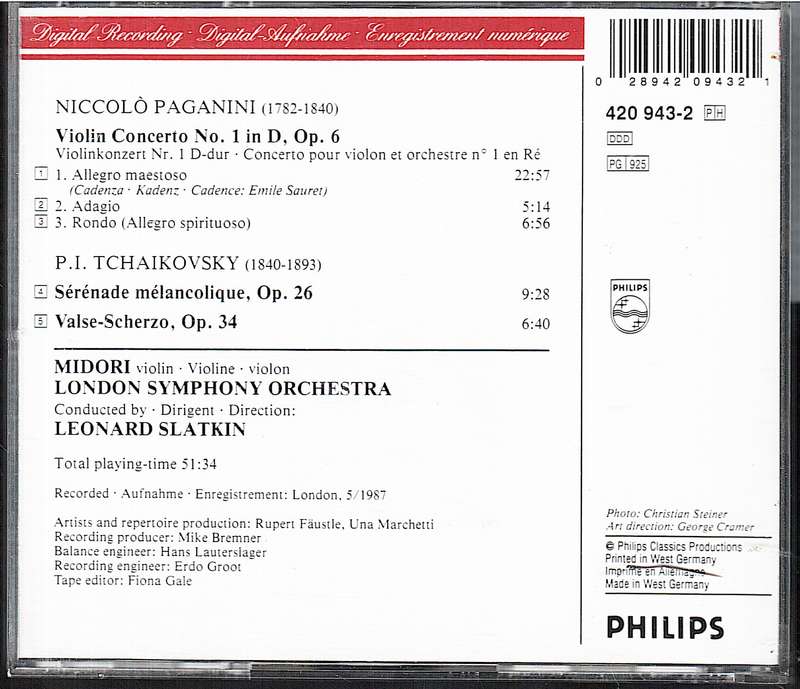 Digital Recording · Digital-Aufnahme · Enregistrement numérique
NICCOLÒ PAGANINI (1782-1840)
Violin Concerto No. 1 in D, Op. 6
Violinkonzert Nr. 1 D-dur · Concerto pour violon et orchestre n° 1 en Ré
1 1. Allegro maestoso 22:57
(Cadenza · Kadenz · Cadence: Emile Sauret)
2 2. Adagio 5:14
3 3. Rondo (Allegro spirituoso) 6:56
P.I. TCHAIKOVSKY (1840-1893)
4 Sérénade mélancolique, Op. 26 9:28
5 Valse-Scherzo, Op. 34 6:40
MIDORI violin · Violine · violon
LONDON SYMPHONY ORCHESTRA
Conducted by · Dirigent · Direction:
LEONARD SLATKIN
Total playing-time 51:34
Recorded · Aufnahme · Enregistrement: London, 5/1987
Artists and repertoire production: Rupert Fäustle, Una Marchetti
Recording producer: Mike Bremner
Balance engineer: Hans Lauterslager
Recording engineer: Erdo Groot
Tape editor: Fiona Gale
0 28942 09432 1
420 943-2 PH
DDD
PG 925
PHILIPS
Photo: Christian Steiner
Art direction: George Cramer
℗ Philips Classics Productions
Printed in West Germany
Imprimé en Allemagne
Made in West Germany
PHILIPS